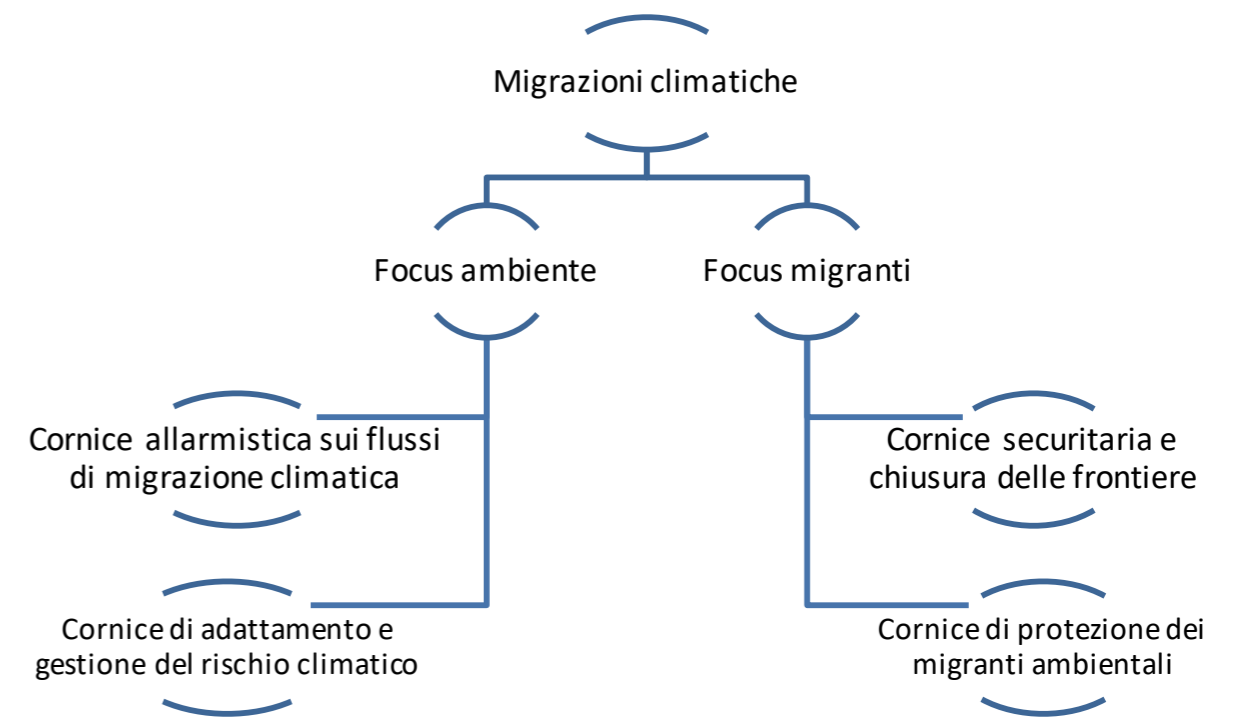 Migrazioni climatiche
Focus ambiente
Focus migranti
Cornice allarmistica sui flussi
di migrazione climatica
Cornice securitaria e
chiusura delle frontiere
Cornice di adattamento e
gestione del rischio climatico
Cornice di protezione dei
migranti ambientali